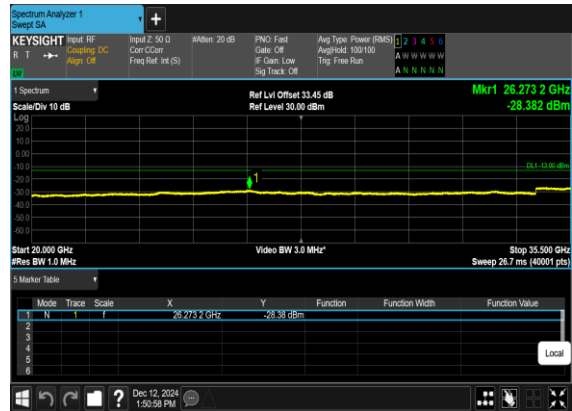 Spectrum Analyzer 1
Swept SA
+
KEYSIGHT Input: RF Input Z: 50 Ω #Atten: 20 dB PNO: Fast Avg Type: Power (RMS) 1 2 3 4 5 6
R T Coupling: DC Corr CCorr Gate: Off Avg|Hold: 100/100 A W W W W W
Align: Off Freq Ref: Int (S) IF Gain: Low Trig: Free Run
Sig Track: Off A N N N N N
1 Spectrum Ref Lvl Offset 33.45 dB Mkr1 26.273 2 GHz
Scale/Div 10 dB Ref Level 30.00 dBm -28.382 dBm
Log
20.0
10.0
0.00
-10.0 DL1 -13.00 dBm
-20.0 1
-30.0
-40.0
-50.0
-60.0
Start 20.000 GHz Video BW 3.0 MHz* Stop 35.500 GHz
#Res BW 1.0 MHz Sweep 26.7 ms (40001 pts)
5 Marker Table
Mode Trace Scale X Y Function Function Width Function Value
1 N 1 f 26.273 2 GHz -28.38 dBm
2
3
4
5
6
Local
? Dec 12, 2024
1:50:58 PM